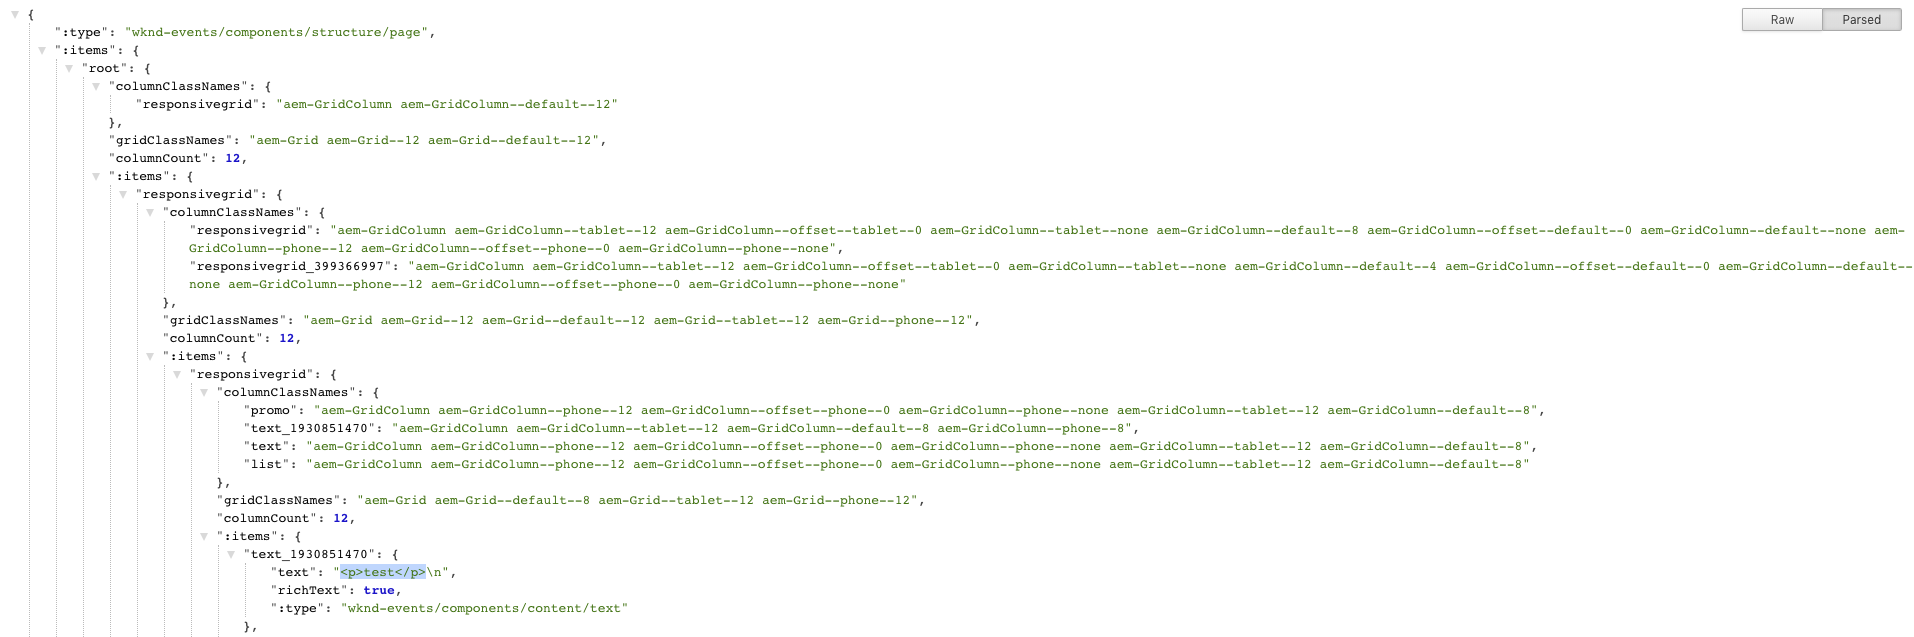 {
Raw
Parsed
":type": "wknd-events/components/structure/page",
":items": {
"root": {
"columnClassNames": {
"responsivegrid": "aem-GridColumn aem-GridColumn--default--12"
},
"gridClassNames": "aem-Grid aem-Grid--12 aem-Grid--default--12",
"columnCount": 12,
":items": {
"responsivegrid": {
"columnClassNames": {
"responsivegrid": "aem-GridColumn aem-GridColumn--tablet--12 aem-GridColumn--offset--tablet--0 aem-GridColumn--tablet--none aem-GridColumn--default--8 aem-GridColumn--offset--default--0 aem-GridColumn--default--none aem-
GridColumn--phone--12 aem-GridColumn--offset--phone--0 aem-GridColumn--phone--none",
"responsivegrid_399366997": "aem-GridColumn aem-GridColumn--tablet--12 aem-GridColumn--offset--tablet--0 aem-GridColumn--tablet--none aem-GridColumn--default--4 aem-GridColumn--offset--default--0 aem-GridColumn--default--
none aem-GridColumn--phone--12 aem-GridColumn--offset--phone--0 aem-GridColumn--phone--none"
},
"gridClassNames": "aem-Grid aem-Grid--12 aem-Grid--default--12 aem-Grid--tablet--12 aem-Grid--phone--12",
"columnCount": 12,
":items": {
"responsivegrid": {
"columnClassNames": {
"promo": "aem-GridColumn aem-GridColumn--phone--12 aem-GridColumn--offset--phone--0 aem-GridColumn--phone--none aem-GridColumn--tablet--12 aem-GridColumn--default--8",
"text_1930851470": "aem-GridColumn aem-GridColumn--tablet--12 aem-GridColumn--default--8 aem-GridColumn--phone--8",
"text": "aem-GridColumn aem-GridColumn--phone--12 aem-GridColumn--offset--phone--0 aem-GridColumn--phone--none aem-GridColumn--tablet--12 aem-GridColumn--default--8",
"list": "aem-GridColumn aem-GridColumn--phone--12 aem-GridColumn--offset--phone--0 aem-GridColumn--phone--none aem-GridColumn--tablet--12 aem-GridColumn--default--8"
},
"gridClassNames": "aem-Grid aem-Grid--default--8 aem-Grid--tablet--12 aem-Grid--phone--12",
"columnCount": 12,
":items": {
"text_1930851470": {
"text": "<p>test</p>\n",
"richText": true,
":type": "wknd-events/components/content/text"
},